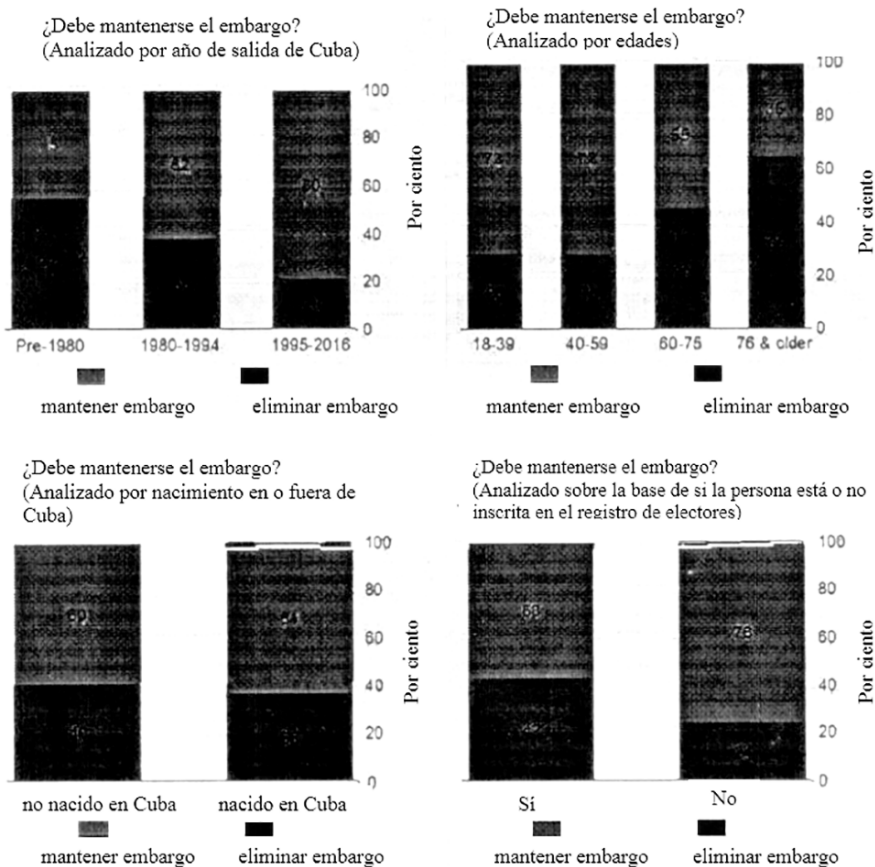 ¿Debe mantenerse el embargo?
(Analizado por año de salida de Cuba)
100
80
60
40
20
0
Por ciento
Pre-1980
1980-1994
1995-2016
mantener embargo
eliminar embargo
¿Debe mantenerse el embargo?
(Analizado por edades)
100
80
60
40
20
0
Por ciento
72
72
55
18-39
40-59
60-75
76 & older
mantener embargo
eliminar embargo
¿Debe mantenerse el embargo?
(Analizado por nacimiento en o fuera de
Cuba)
100
80
60
40
20
0
Por ciento
no nacido en Cuba
nacido en Cuba
mantener embargo
eliminar embargo
¿Debe mantenerse el embargo?
(Analizado sobre la base de si la persona está o no
inscrita en el registro de electores)
100
80
60
40
20
0
Por ciento
Sí
No
mantener embargo
eliminar embargo